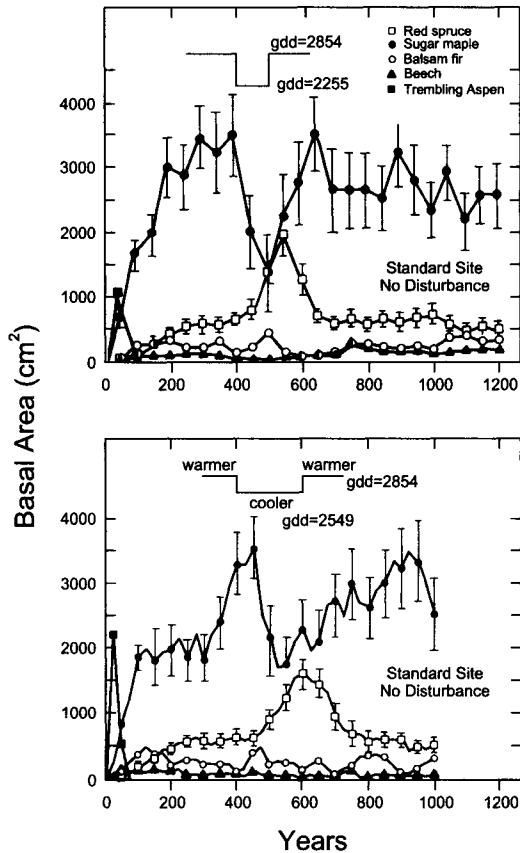 gdd=2854
gdd=2255
Red spruce
Sugar maple
Balsam fir
Beech
Trembling Aspen
4000
3000
2000
1000
0
Standard Site
No Disturbance
0 200 400 600 800 1000 1200
Basal Area (cm²)
warmer warmer
gdd=2854
cooler
gdd=2549
4000
3000
2000
1000
0
Standard Site
No Disturbance
0 200 400 600 800 1000 1200
Years